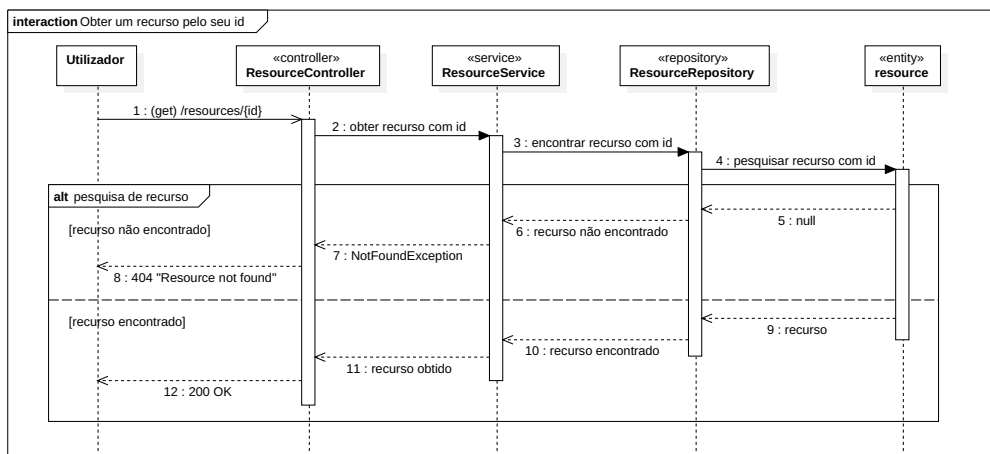 interaction Obter um recurso pelo seu id
Utilizador
«controller»
ResourceController
«service»
ResourceService
«repository»
ResourceRepository
«entity»
resource
1 : (get) /resources/{id}
2 : obter recurso com id
3 : encontrar recurso com id
4 : pesquisar recurso com id
alt pesquisa de recurso
[recurso não encontrado]
5 : null
6 : recurso não encontrado
7 : NotFoundException
8 : 404 "Resource not found"
[recurso encontrado]
9 : recurso
10 : recurso encontrado
11 : recurso obtido
12 : 200 OK